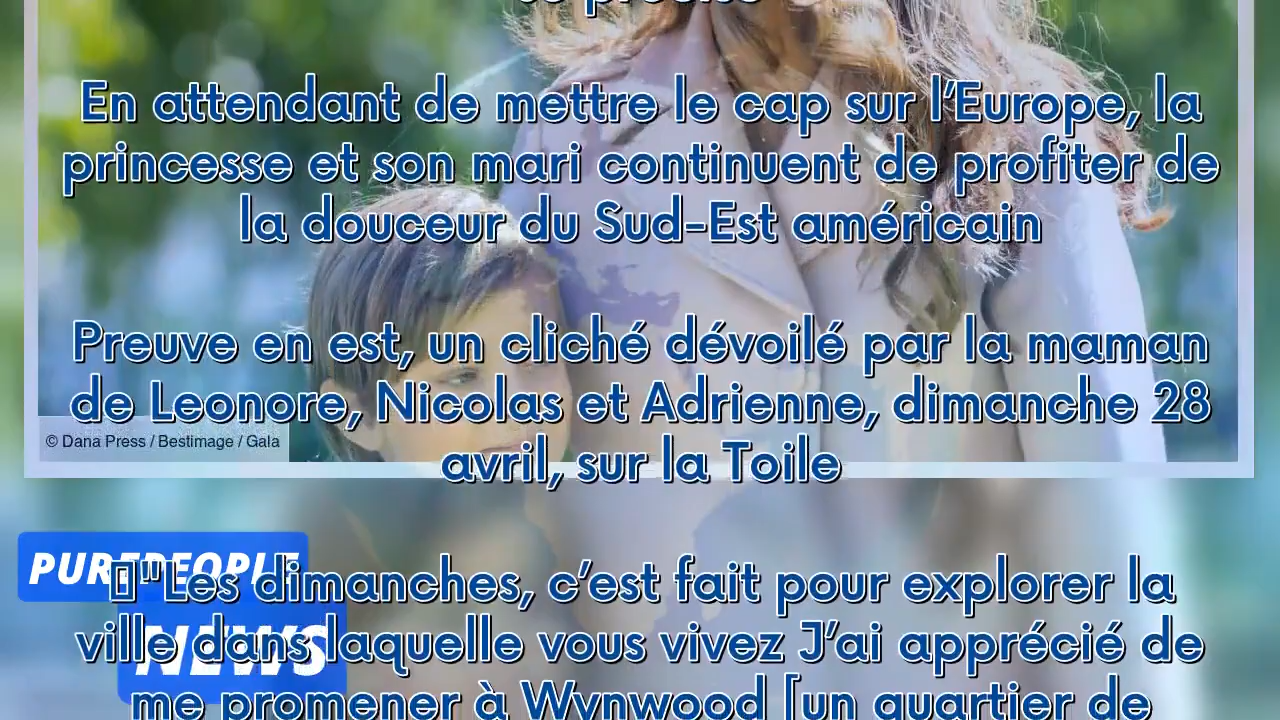 En attendant de mettre le cap sur l'Europe, la
princesse et son mari continuent de profiter de
la douceur du Sud-Est américain
Preuve en est, un cliché dévoilé par la maman
de Leonore, Nicolas et Adrienne, dimanche 28
avril, sur la Toile
© Dana Press / Bestimage / Gala
PUREPEOPLE
NEWS
"Les dimanches, c'est fait pour explorer la
ville dans laquelle vous vivez J'ai apprécié de
me promener à Wynwood [un quartier de